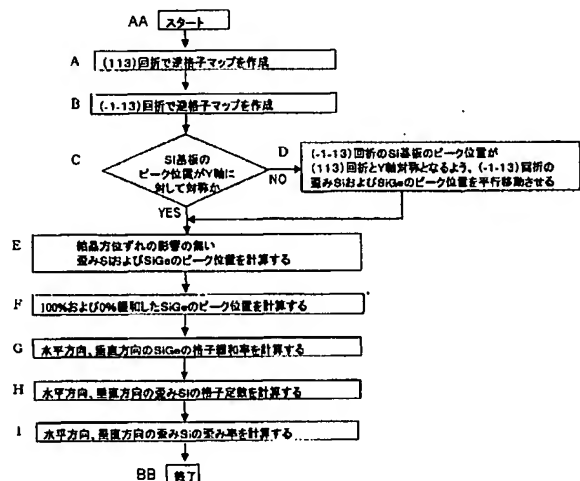 AA スタート
A (113)回折で逆格子マップを作成
B (-1-13)回折で逆格子マップを作成
C
SI基板の
ピーク位置がY軸に
対して対称か
NO
YES
D
(-1-13)回折のSI基板のピーク位置が
(113)回折とY軸対称となるよう、(-1-13)回折の
歪みSiおよびSiGeのピーク位置を平行移動させる
E
結晶方位ずれの影響の無い
歪みSiおよびSiGeのピーク位置を計算する
F 100%および0%緩和したSiGeのピーク位置を計算する
G 水平方向、垂直方向のSiGeの格子緩和率を計算する
H 水平方向、垂直方向の歪みSiの格子定数を計算する
I 水平方向、垂直方向の歪みSiの歪み率を計算する
BB 終了